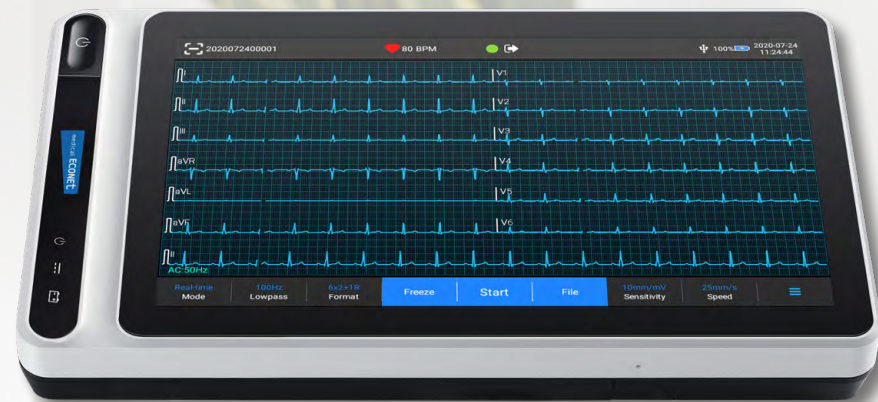 2020072400001
80 BPM
100%
2020-07-24
11:24:44
I
V1
II
V2
III
V3
aVR
V4
aVL
V5
aVF
V6
II
AC:50Hz
Real-time
Mode
100Hz
Lowpass
6x2+1R
Format
Freeze
Start
File
10mm/mV
Sensitivity
25mm/s
Speed
medical ECONET